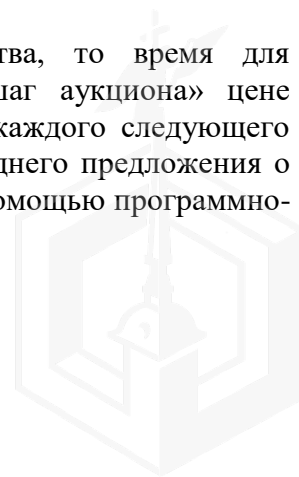 тва, то время для
шаг аукциона» цене
каждого следующего
днего предложения о
омощью программно-